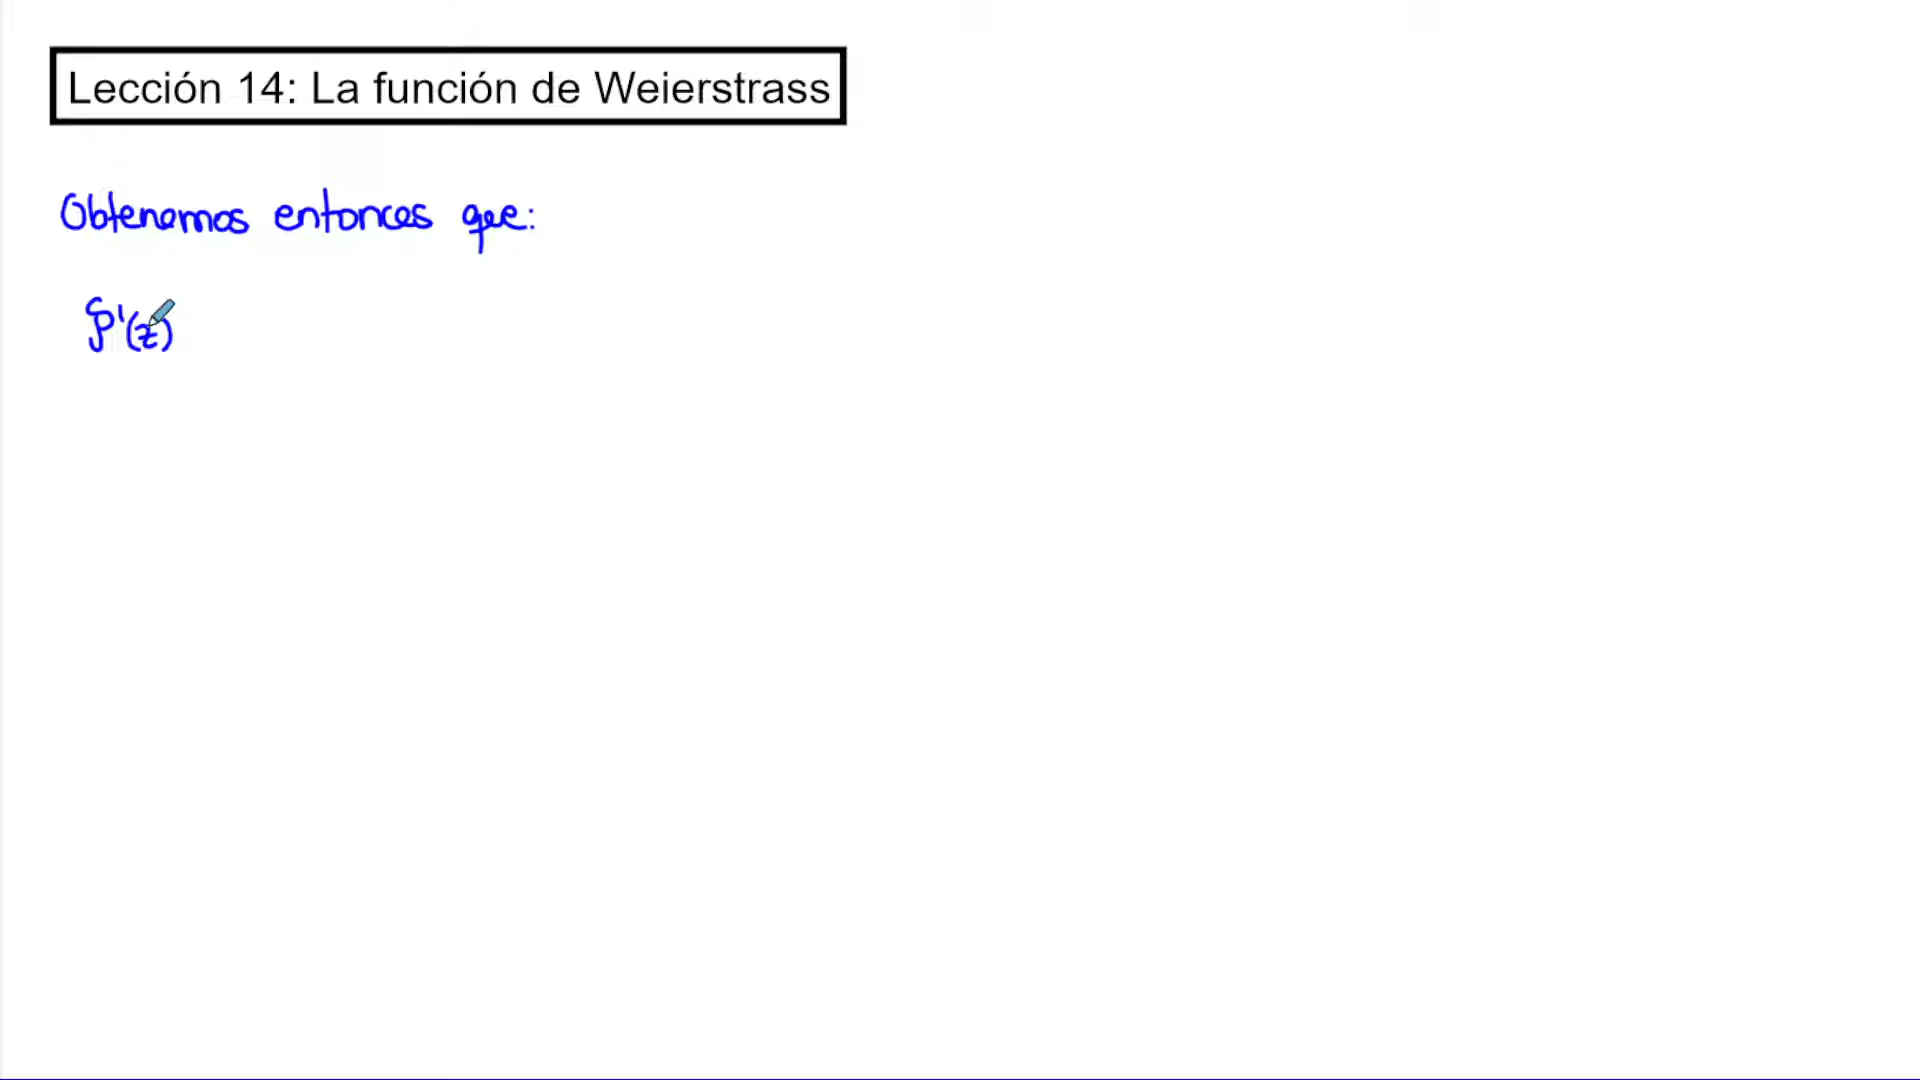 Lección 14: La función de Weierstrass
Obtenemos entonces que:
℘'(z)